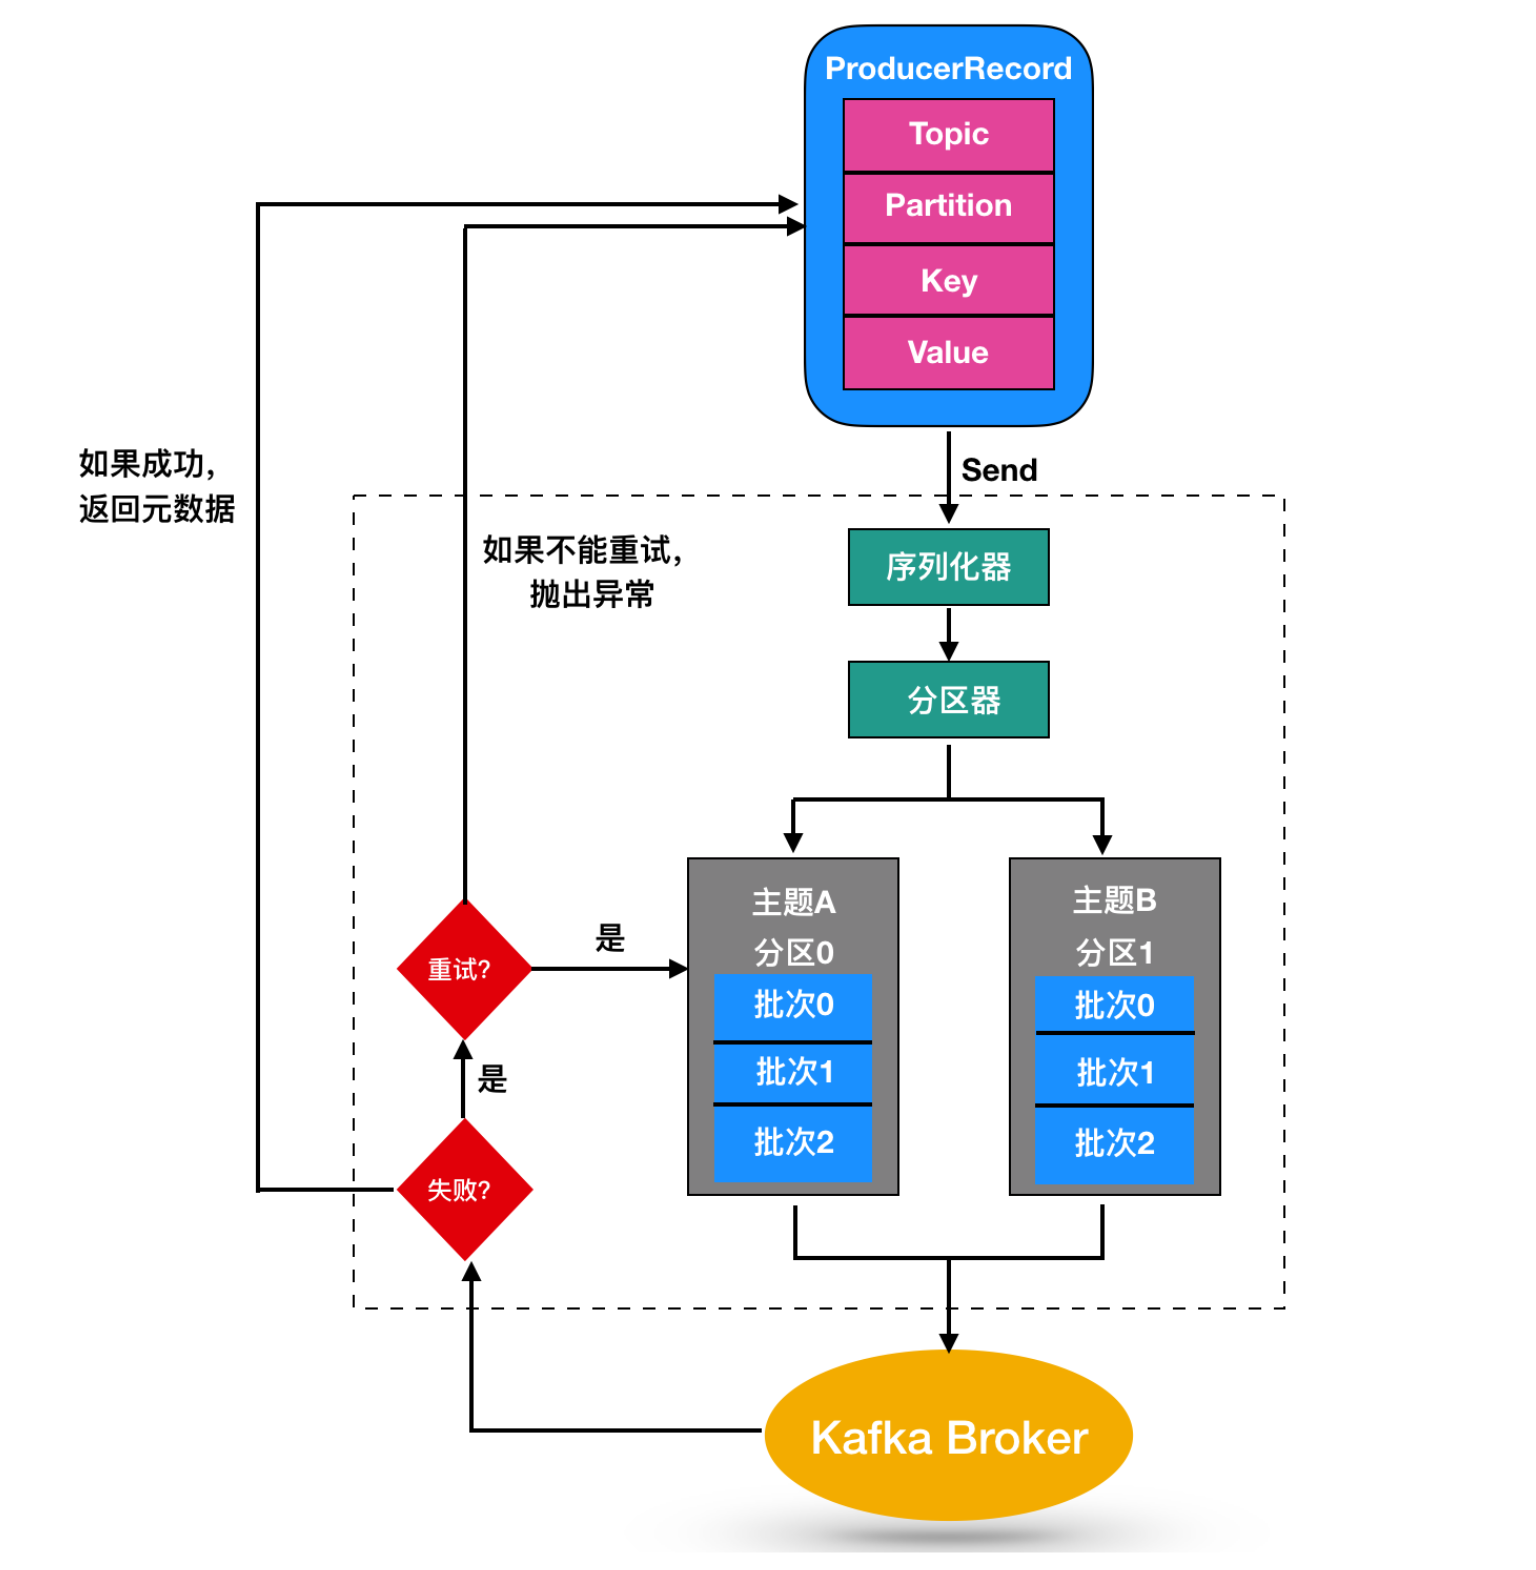 ProducerRecord
Topic
Partition
Key
Value
Send
如果成功，
返回元数据
如果不能重试，
抛出异常
序列化器
分区器
主题A
分区0
批次0
批次1
批次2
主题B
分区1
批次0
批次1
批次2
重试?
是
是
失败?
Kafka Broker